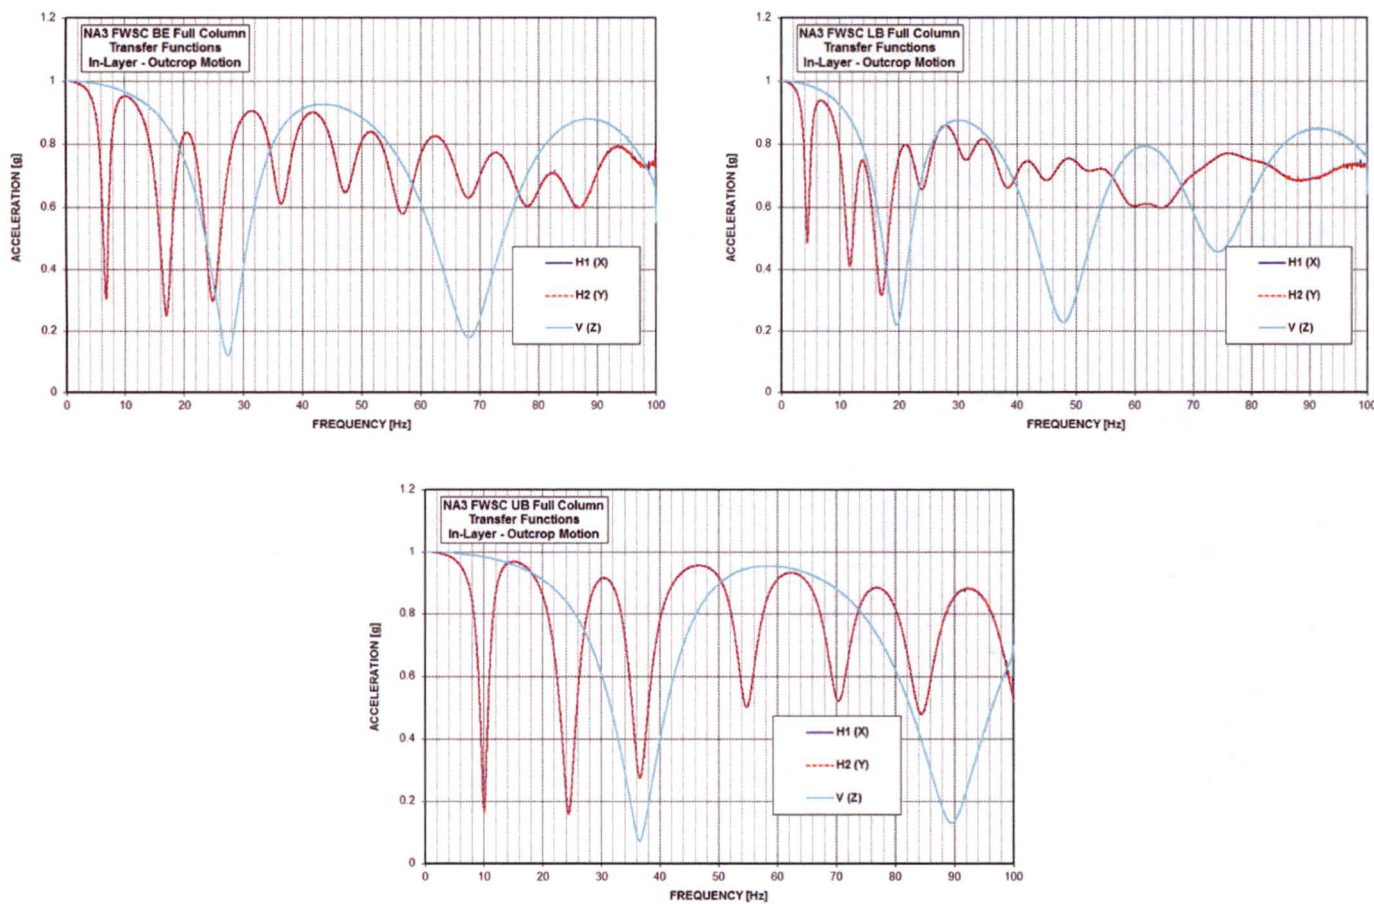 NA3 FWSC BE Full Column
Transfer Functions
In-Layer - Outcrop Motion
ACCELERATION [g]
1.2
1
0.8
0.6
0.4
0.2
0
0 10 20 30 40 50 60 70 80 90 100
FREQUENCY [Hz]
H1 (X)
H2 (Y)
V (Z)
NA3 FWSC LB Full Column
Transfer Functions
In-Layer - Outcrop Motion
ACCELERATION [g]
1.2
1
0.8
0.6
0.4
0.2
0
0 10 20 30 40 50 60 70 80 90 100
FREQUENCY [Hz]
H1 (X)
H2 (Y)
V (Z)
NA3 FWSC UB Full Column
Transfer Functions
In-Layer - Outcrop Motion
ACCELERATION [g]
1.2
1
0.8
0.6
0.4
0.2
0
0 10 20 30 40 50 60 70 80 90 100
FREQUENCY [Hz]
H1 (X)
H2 (Y)
V (Z)